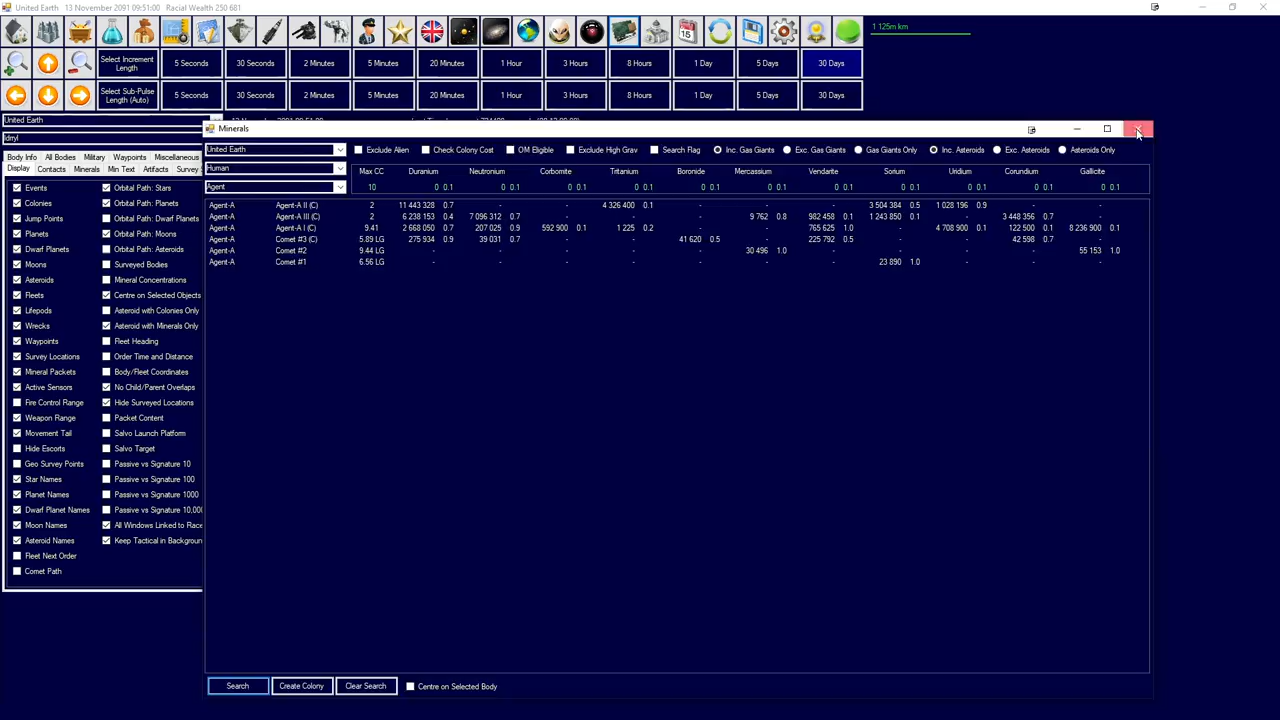 United Earth    13 November 2091 09:51:00    Racial Wealth 250 681
1 125m km
Select Increment Length 5 Seconds 30 Seconds 2 Minutes 5 Minutes 20 Minutes 1 Hour 3 Hours 8 Hours 1 Day 5 Days 30 Days
Select Sub-Pulse Length (Auto) 5 Seconds 30 Seconds 2 Minutes 5 Minutes 20 Minutes 1 Hour 3 Hours 8 Hours 1 Day 5 Days 30 Days
United Earth
Idrryl
Body Info All Bodies Military Waypoints Miscellaneous
Display Contacts Minerals Min Text Artifacts Survey
Events Orbital Path: Stars
Colonies Orbital Path: Planets
Jump Points Orbital Path: Dwarf Planets
Planets Orbital Path: Moons
Dwarf Planets Orbital Path: Asteroids
Moons Surveyed Bodies
Asteroids Mineral Concentrations
Fleets Centre on Selected Objects
Lifepods Asteroid with Colonies Only
Wrecks Asteroid with Minerals Only
Waypoints Fleet Heading
Survey Locations Order Time and Distance
Mineral Packets Body/Fleet Coordinates
Active Sensors No Child/Parent Overlaps
Fire Control Range Hide Surveyed Locations
Weapon Range Packet Content
Movement Tail Salvo Launch Platform
Hide Escorts Salvo Target
Geo Survey Points Passive vs Signature 10
Star Names Passive vs Signature 100
Planet Names Passive vs Signature 1000
Dwarf Planet Names Passive vs Signature 10,00
Moon Names All Windows Linked to Race
Asteroid Names Keep Tactical in Backgroun
Fleet Next Order
Comet Path
Minerals
United Earth Exclude Alien Check Colony Cost OM Eligible Exclude High Grav Search Flag Inc. Gas Giants Exc. Gas Giants Gas Giants Only Inc. Asteroids Exc. Asteroids Asteroids Only
Human Max CC Duranium Neutronium Corbomite Tritanium Boronide Mercassium Vendarite Sorium Uridium Corundium Gallicite
Agent 10 0 0.1 0 0.1 0 0.1 0 0.1 0 0.1 0 0.1 0 0.1 0 0.1 0 0.1 0 0.1 0 0.1
Agent-A Agent-A II (C) 2 11 443 328 0.7 - - 4 326 400 0.1 - - - 3 504 384 0.5 1 028 196 0.9 - -
Agent-A Agent-A III (C) 2 6 238 153 0.4 7 096 312 0.9 - - - 9 762 0.8 982 458 0.1 1 243 850 0.1 - 3 448 356 0.7 -
Agent-A Agent-A I (C) 9.41 2 668 050 0.7 207 025 0.9 592 900 0.1 1 225 0.2 - - 765 625 1.0 - 4 708 900 0.1 122 500 0.1 8 236 900 0.1
Agent-A Comet #3 (C) 5.89 LG 275 934 0.9 39 031 0.7 - - 41 620 0.5 - 225 792 0.5 - - 42 598 0.7 -
Agent-A Comet #2 9.44 LG - - - - - 30 496 1.0 - - - - 55 153 1.0
Agent-A Comet #1 6.56 LG - - - - - - - 23 890 1.0 - - -
Search Create Colony Clear Search Centre on Selected Body